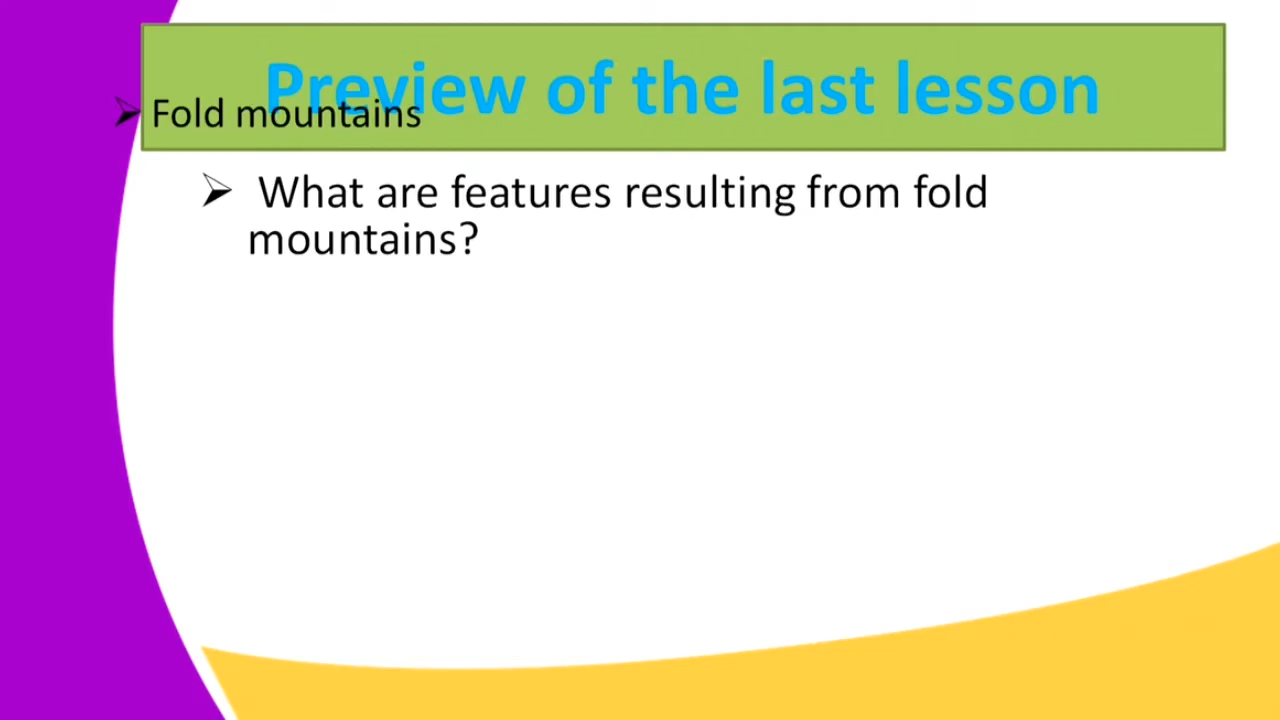 Preview of the last lesson
➢ Fold mountains
➢ What are features resulting from fold
mountains?